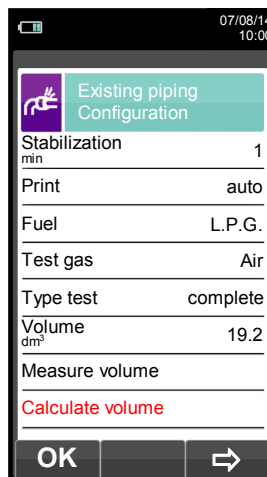 07/08/14
10:00
Existing piping
Configuration
Stabilization 1
min
Print auto
Fuel L.P.G.
Test gas Air
Type test complete
Volume 19.2
dm³
Measure volume
Calculate volume
OK